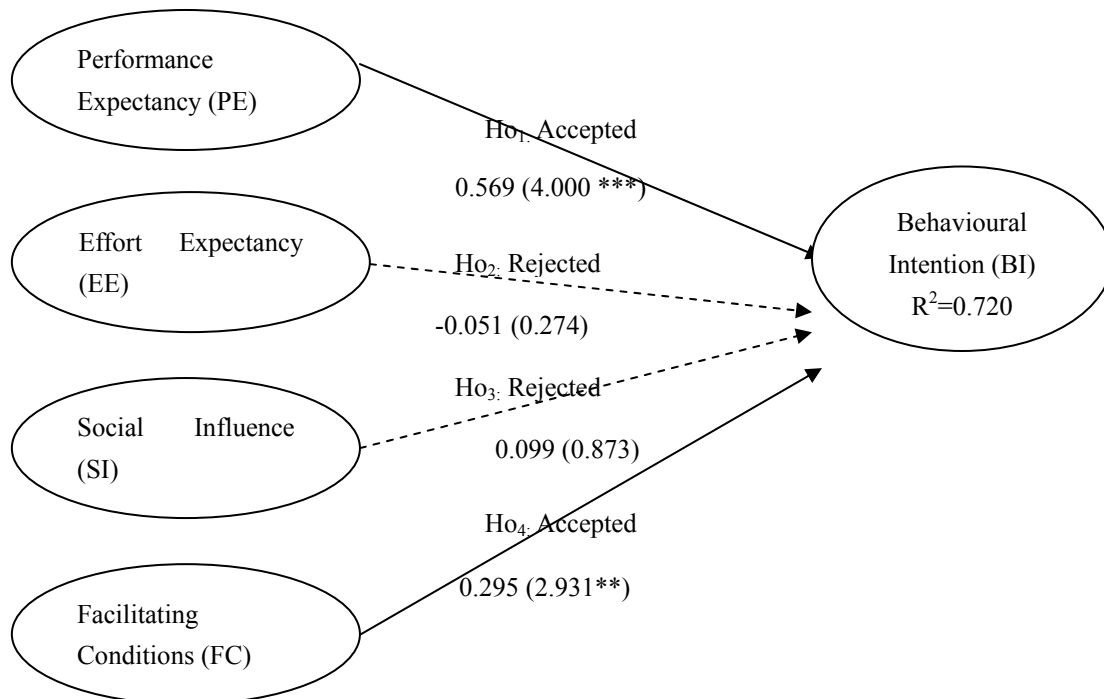 Performance
Expectancy (PE)
Ho1: Accepted
0.569 (4.000 ***)
Effort Expectancy
(EE)
Ho2: Rejected
-0.051 (0.274)
Behavioural
Intention (BI)
R²=0.720
Social Influence
(SI)
Ho3: Rejected
0.099 (0.873)
Ho4: Accepted
0.295 (2.931**)
Facilitating
Conditions (FC)